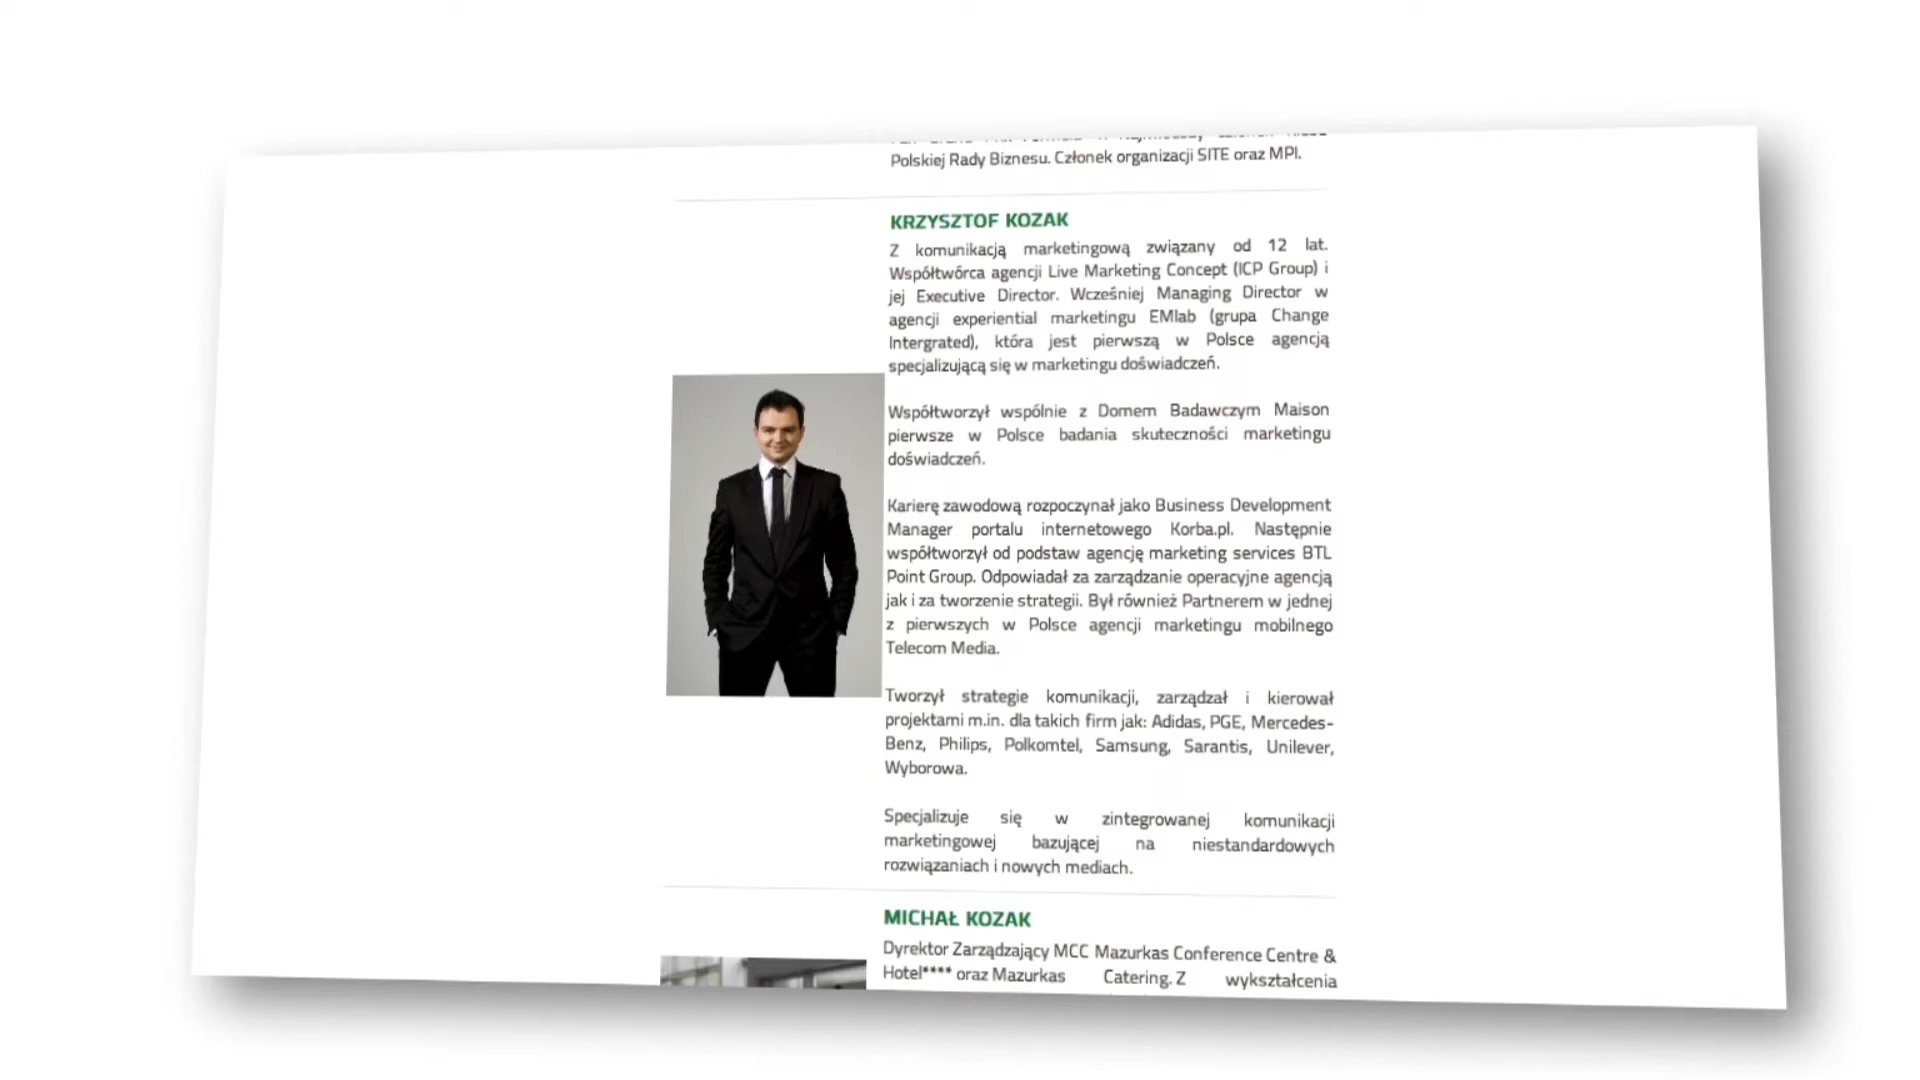 Polskiej Rady Biznesu. Członek organizacji SITE oraz MPI.
KRZYSZTOF KOZAK
Z komunikacją marketingową związany od 12 lat.
Współtwórca agencji Live Marketing Concept (ICP Group) i
jej Executive Director. Wcześniej Managing Director w
agencji experiential marketingu EMlab (grupa Change
Intergrated), która jest pierwszą w Polsce agencją
specjalizującą się w marketingu doświadczeń.
Współtworzył wspólnie z Domem Badawczym Maison
pierwsze w Polsce badania skuteczności marketingu
doświadczeń.
Karierę zawodową rozpoczynał jako Business Development
Manager portalu internetowego Korba.pl. Następnie
współtworzył od podstaw agencję marketing services BTL
Point Group. Odpowiadał za zarządzanie operacyjne agencją
jak i za tworzenie strategii. Był również Partnerem w jednej
z pierwszych w Polsce agencji marketingu mobilnego
Telecom Media.
Tworzył strategie komunikacji, zarządzał i kierował
projektami m.in. dla takich firm jak: Adidas, PGE, Mercedes-
Benz, Philips, Polkomtel, Samsung, Sarantis, Unilever,
Wyborowa.
Specjalizuje się w zintegrowanej komunikacji
marketingowej bazującej na niestandardowych
rozwiązaniach i nowych mediach.
MICHAŁ KOZAK
Dyrektor Zarządzający MCC Mazurkas Conference Centre &
Hotel**** oraz Mazurkas Catering. Z wykształcenia